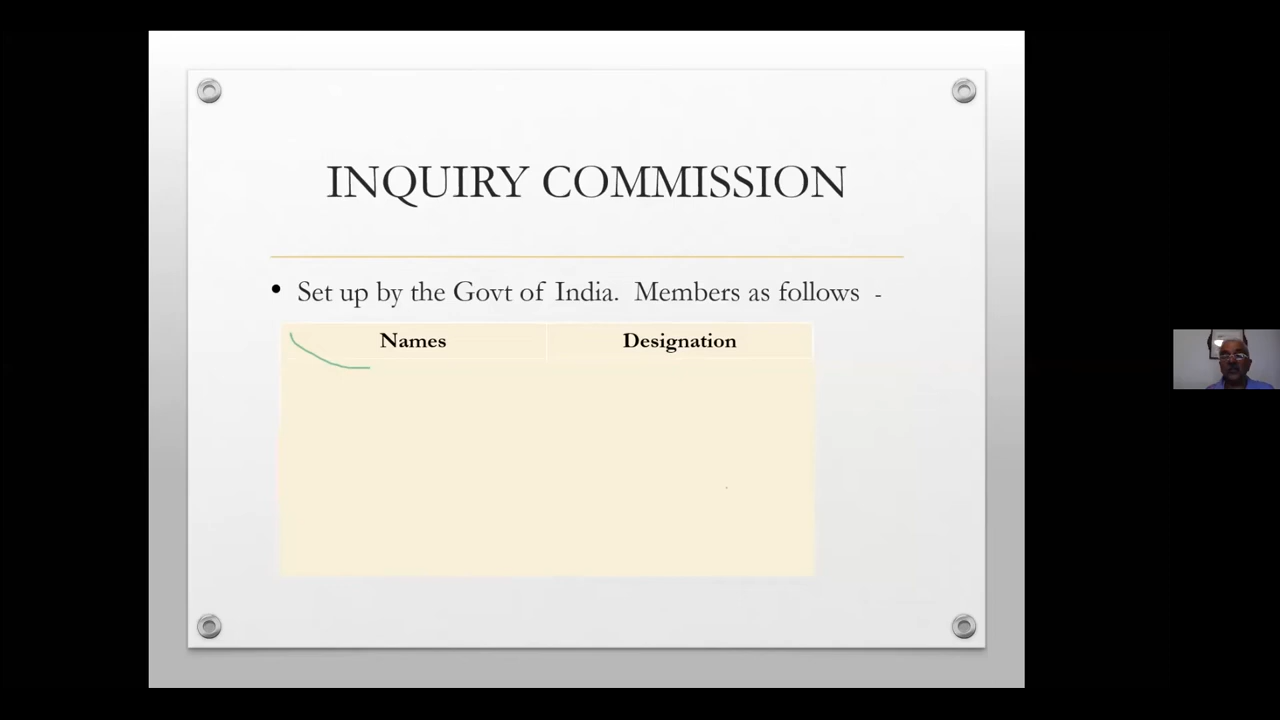 INQUIRY COMMISSION
• Set up by the Govt of India. Members as follows -
Names Designation